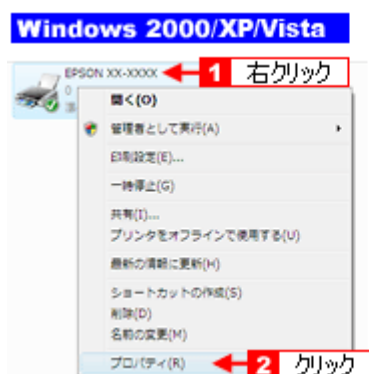 Windows 2000/XP/Vista
EPSON XX-XXXX
1 右クリック
0
開く(O)
管理者として実行(A)
印刷設定(E)...
一時停止(G)
共有(I)...
プリンタをオフラインで使用する(U)
最新の情報に更新(H)
ショートカットの作成(S)
削除(D)
名前の変更(M)
プロパティ(R)
2 クリック